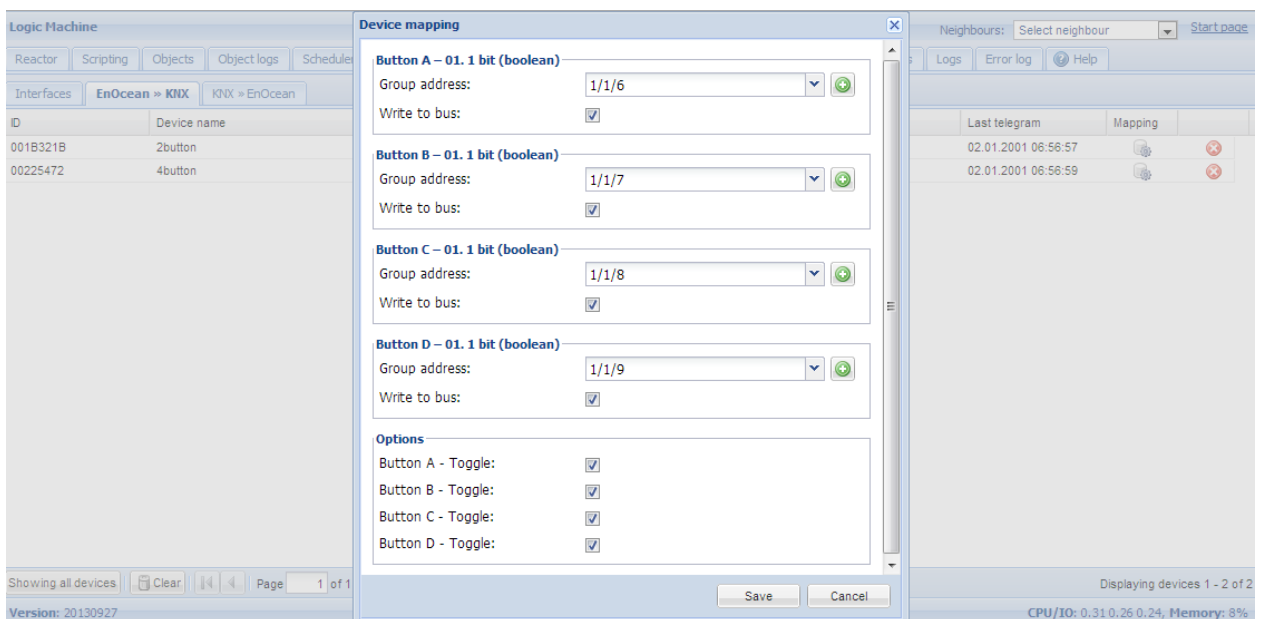 Logic Machine
Neighbours: Select neighbour Start page
Reactor Scripting Objects Object logs Scheduler
Logs Error log Help
Interfaces EnOcean » KNX KNX » EnOcean
ID Device name Last telegram Mapping
001B321B 2button 02.01.2001 06:56:57
00225472 4button 02.01.2001 06:56:59
Device mapping
Button A – 01. 1 bit (boolean)
Group address: 1/1/6
Write to bus:
Button B – 01. 1 bit (boolean)
Group address: 1/1/7
Write to bus:
Button C – 01. 1 bit (boolean)
Group address: 1/1/8
Write to bus:
Button D – 01. 1 bit (boolean)
Group address: 1/1/9
Write to bus:
Options
Button A - Toggle:
Button B - Toggle:
Button C - Toggle:
Button D - Toggle:
Save Cancel
Showing all devices Clear Page 1 of 1
Displaying devices 1 - 2 of 2
Version: 20130927
CPU/IO: 0.31 0.26 0.24, Memory: 8%